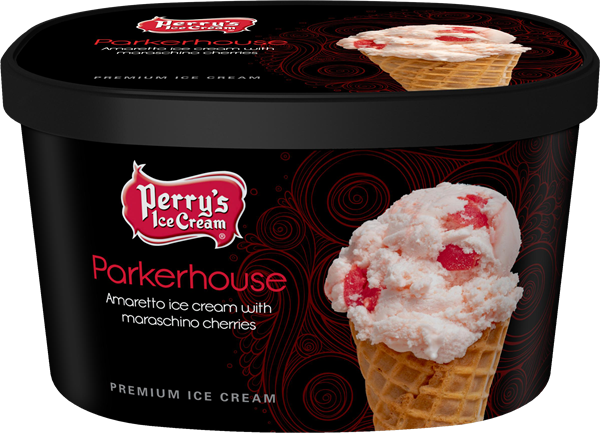 Perry's
Ice Cream
Parkerhouse
Amaretto ice cream with
maraschino cherries
PREMIUM ICE CREAM
Perry's
Ice Cream®
Parkerhouse
Amaretto ice cream with
maraschino cherries
PREMIUM ICE CREAM